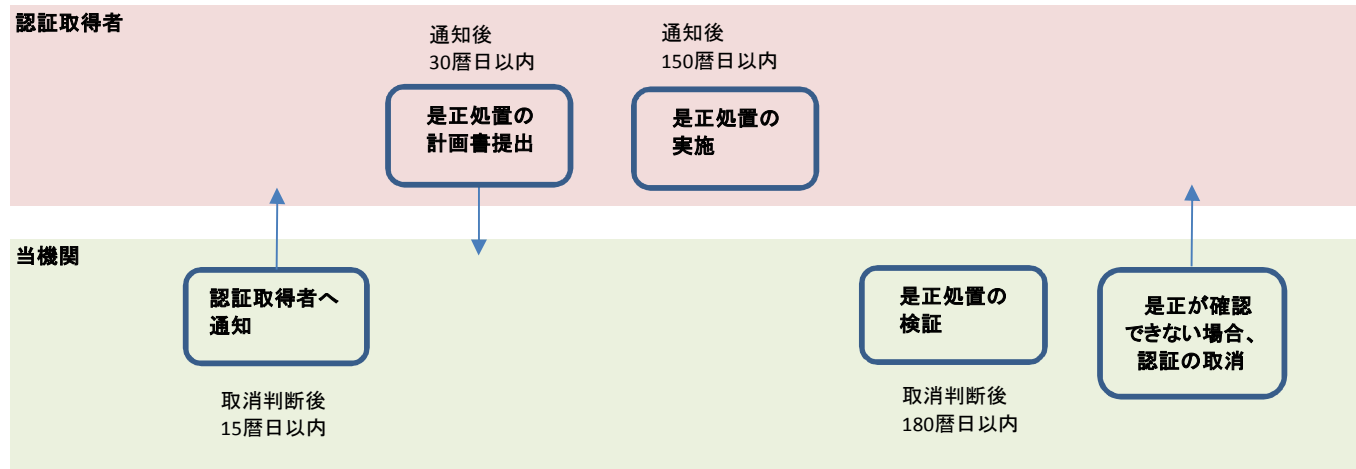 認証取得者
通知後
30暦日以内
通知後
150暦日以内
是正処置の
計画書提出
是正処置の
実施
当機関
認証取得者へ
通知
是正処置の
検証
是正が確認
できない場合、
認証の取消
取消判断後
15暦日以内
取消判断後
180暦日以内